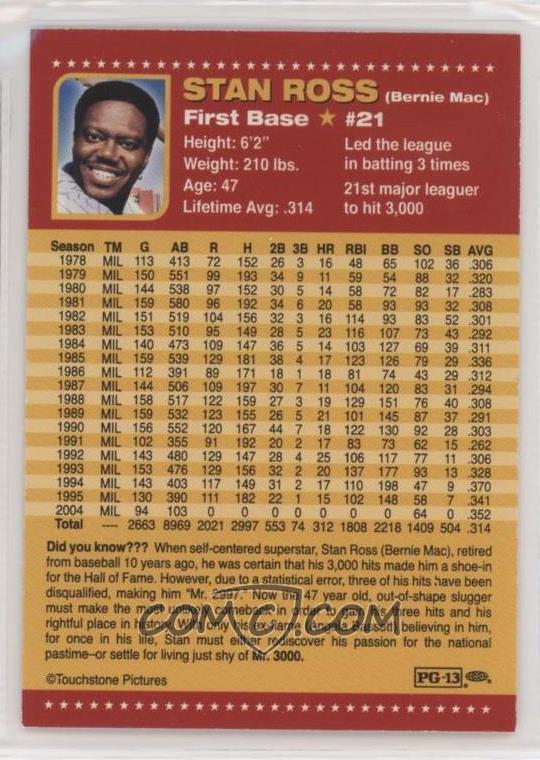 STAN ROSS (Bernie Mac)
First Base ★ #21
Height: 6'2"
Weight: 210 lbs.
Age: 47
Lifetime Avg: .314
Led the league
in batting 3 times
21st major leaguer
to hit 3,000
Season TM G AB R H 2B 3B HR RBI BB SO SB AVG
1978 MIL 113 413 72 152 26 3 16 48 65 102 36 .306
1979 MIL 150 551 99 193 34 9 11 59 54 88 32 .320
1980 MIL 144 538 97 152 30 5 14 58 72 82 17 .283
1981 MIL 159 580 96 192 34 6 20 58 93 93 32 .308
1982 MIL 151 519 104 156 32 3 16 114 93 83 52 .301
1983 MIL 153 510 95 149 28 5 23 116 107 73 43 .292
1984 MIL 140 473 109 147 36 5 14 103 127 69 39 .311
1985 MIL 159 539 129 181 38 4 17 123 126 79 29 .336
1986 MIL 112 391 89 171 18 1 18 81 74 43 29 .312
1987 MIL 144 506 109 197 30 7 11 104 120 83 31 .294
1988 MIL 158 517 122 159 27 3 19 129 151 76 40 .308
1989 MIL 159 532 123 155 26 5 21 101 145 87 37 .291
1990 MIL 156 552 120 167 44 7 18 122 130 92 28 .303
1991 MIL 102 355 91 192 20 2 17 83 73 62 15 .262
1992 MIL 143 480 129 147 28 4 25 106 117 77 11 .306
1993 MIL 153 476 129 156 32 2 20 137 177 93 13 .328
1994 MIL 143 403 117 149 31 2 17 110 198 47 9 .370
1995 MIL 130 390 111 182 22 1 15 102 148 58 7 .341
2004 MIL 94 103 0 0 0 0 0 0 0 64 0 .352
Total ---- 2663 8969 2021 2997 553 74 312 1808 2218 1409 504 .314
Did you know??? When self-centered superstar, Stan Ross (Bernie Mac), retired
from baseball 10 years ago, he was certain that his 3,000 hits made him a shoe-in
for the Hall of Fame. However, due to a statistical error, three of his hits have been
disqualified, making him "Mr. 2997." Now the 47 year old, out-of-shape slugger
must make the comeback order three hits and his
rightful place in history. his ex-flame (Angela Bassett) believing in him,
for once in his life, Stan must either rediscover his passion for the national
pastime–or settle for living just shy of Mr. 3000.
©Touchstone Pictures
PG-13
COMC.COM